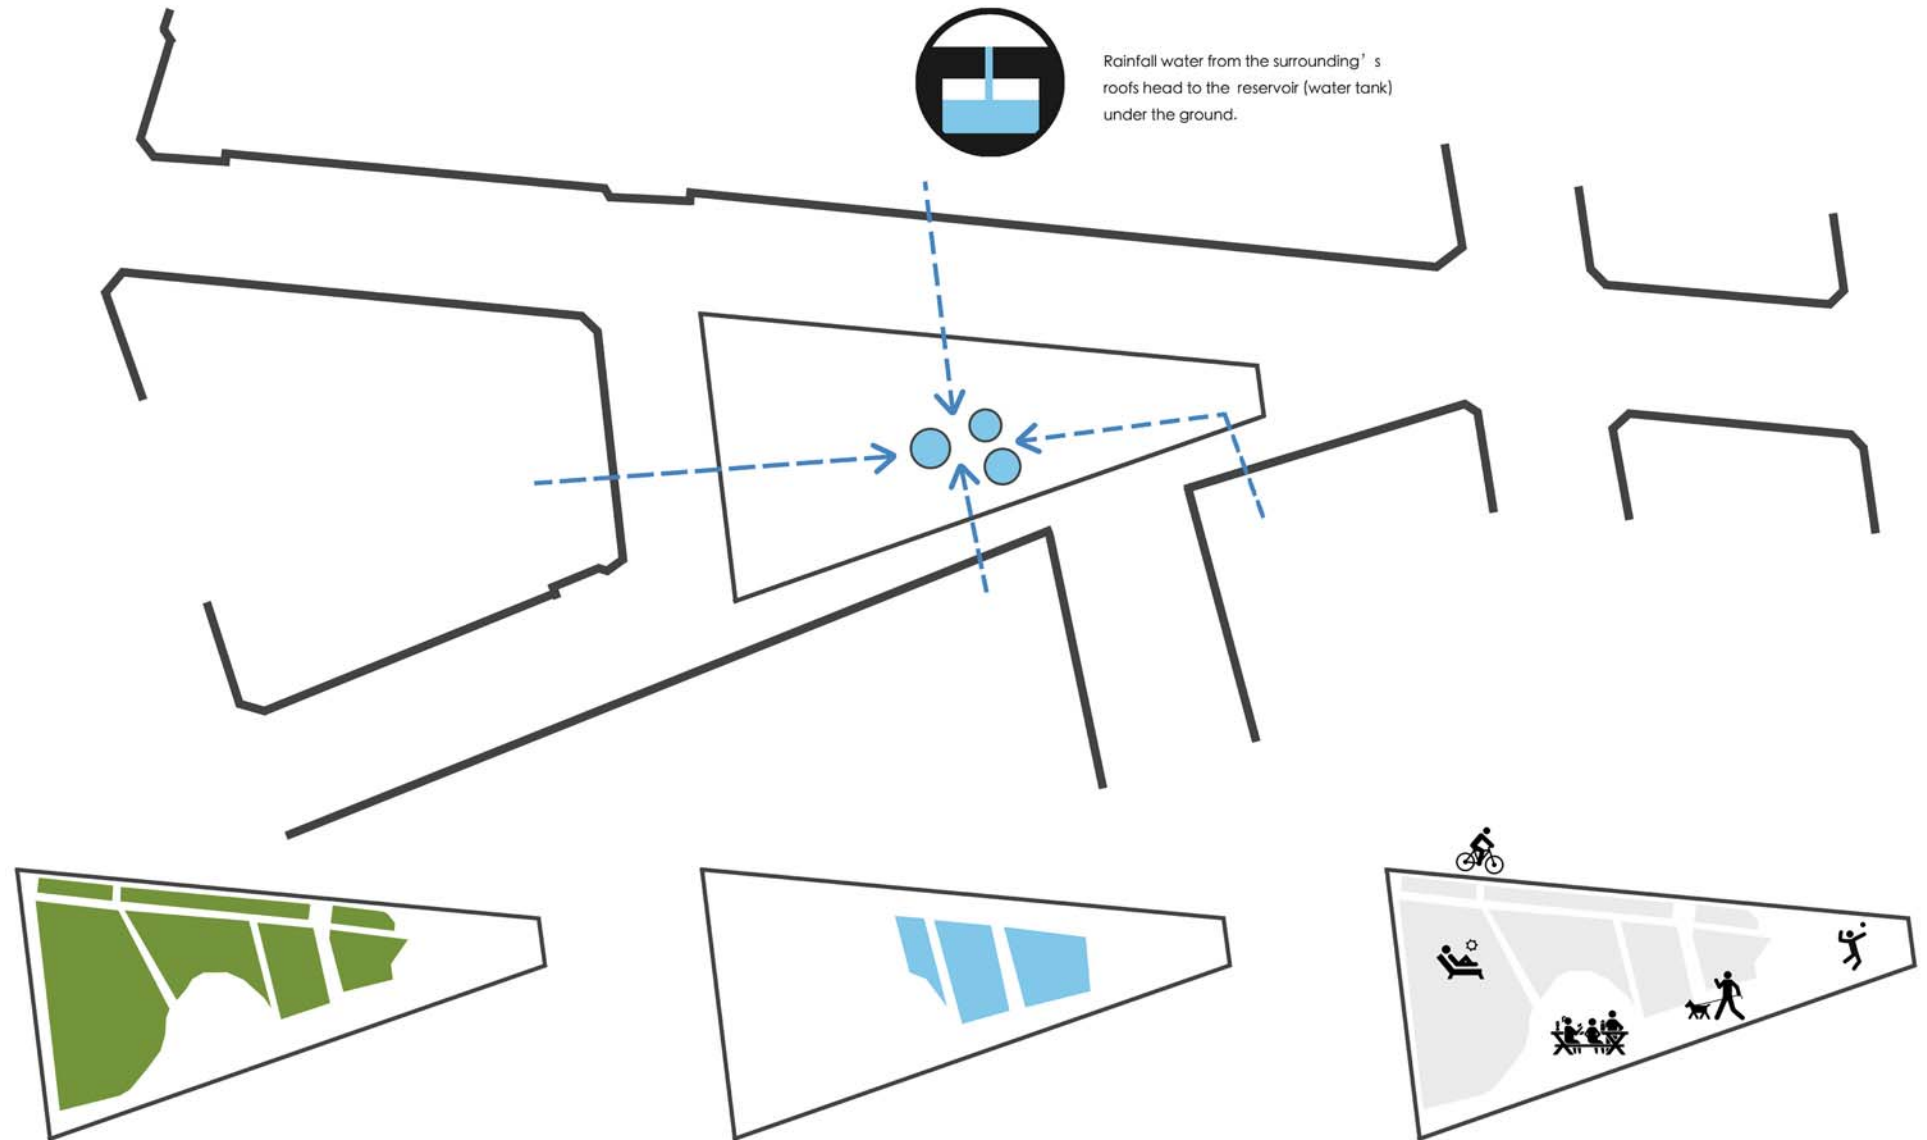 Rainfall water from the surrounding’ s
roofs head to the reservoir (water tank)
under the ground.